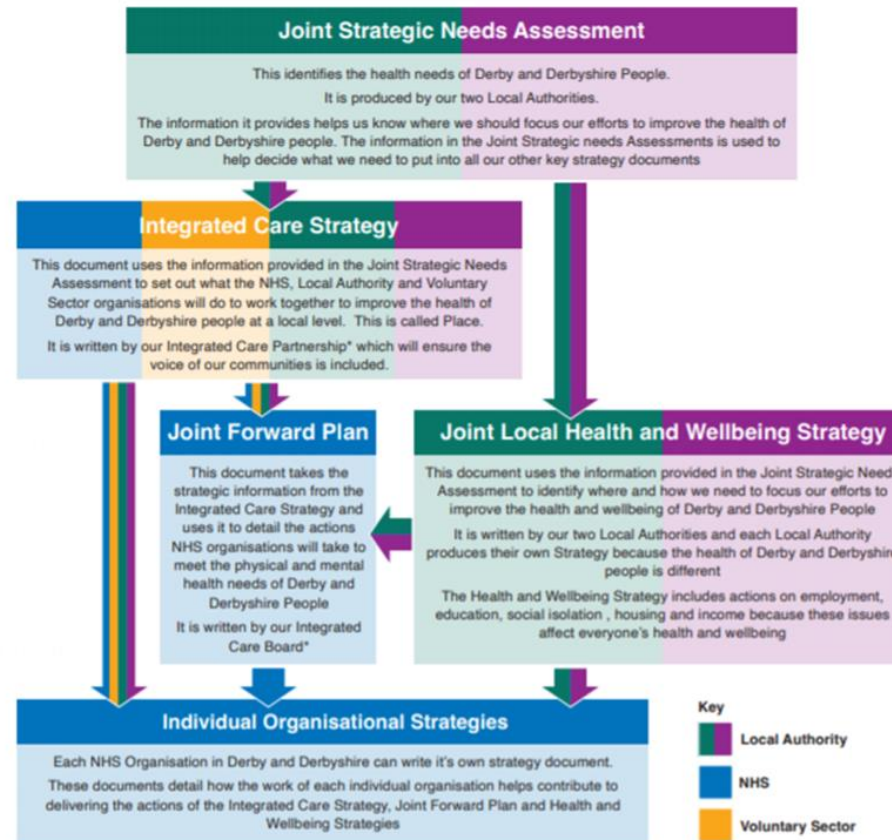 Joint Strategic Needs Assessment
This identifies the health needs of Derby and Derbyshire People.
It is produced by our two Local Authorities.
The information it provides helps us know where we should focus our efforts to improve the health of
Derby and Derbyshire people. The information in the Joint Strategic needs Assessments is used to
help decide what we need to put into all our other key strategy documents
Integrated Care Strategy
This document uses the information provided in the Joint Strategic Needs
Assessment to set out what the NHS, Local Authority and Voluntary
Sector organisations will do to work together to improve the health of
Derby and Derbyshire people at a local level. This is called Place.
It is written by our Integrated Care Partnership* which will ensure the
voice of our communities is included.
Joint Forward Plan
This document takes the
strategic information from the
Integrated Care Strategy and
uses it to detail the actions
NHS organisations will take to
meet the physical and mental
health needs of Derby and
Derbyshire People
It is written by our Integrated
Care Board*
Joint Local Health and Wellbeing Strategy
This document uses the information provided in the Joint Strategic Need
Assessment to identify where and how we need to focus our efforts to
improve the health and wellbeing of Derby and Derbyshire People
It is written by our two Local Authorities and each Local Authority
produces their own Strategy because the health of Derby and Derbyshire
people is different
The Health and Wellbeing Strategy includes actions on employment,
education, social isolation , housing and income because these issues
affect everyone's health and wellbeing
Individual Organisational Strategies
Each NHS Organisation in Derby and Derbyshire can write it's own strategy document.
These documents detail how the work of each individual organisation helps contribute to
delivering the actions of the Integrated Care Strategy, Joint Forward Plan and Health and
Wellbeing Strategies
Key
Local Authority
NHS
Voluntary Sector